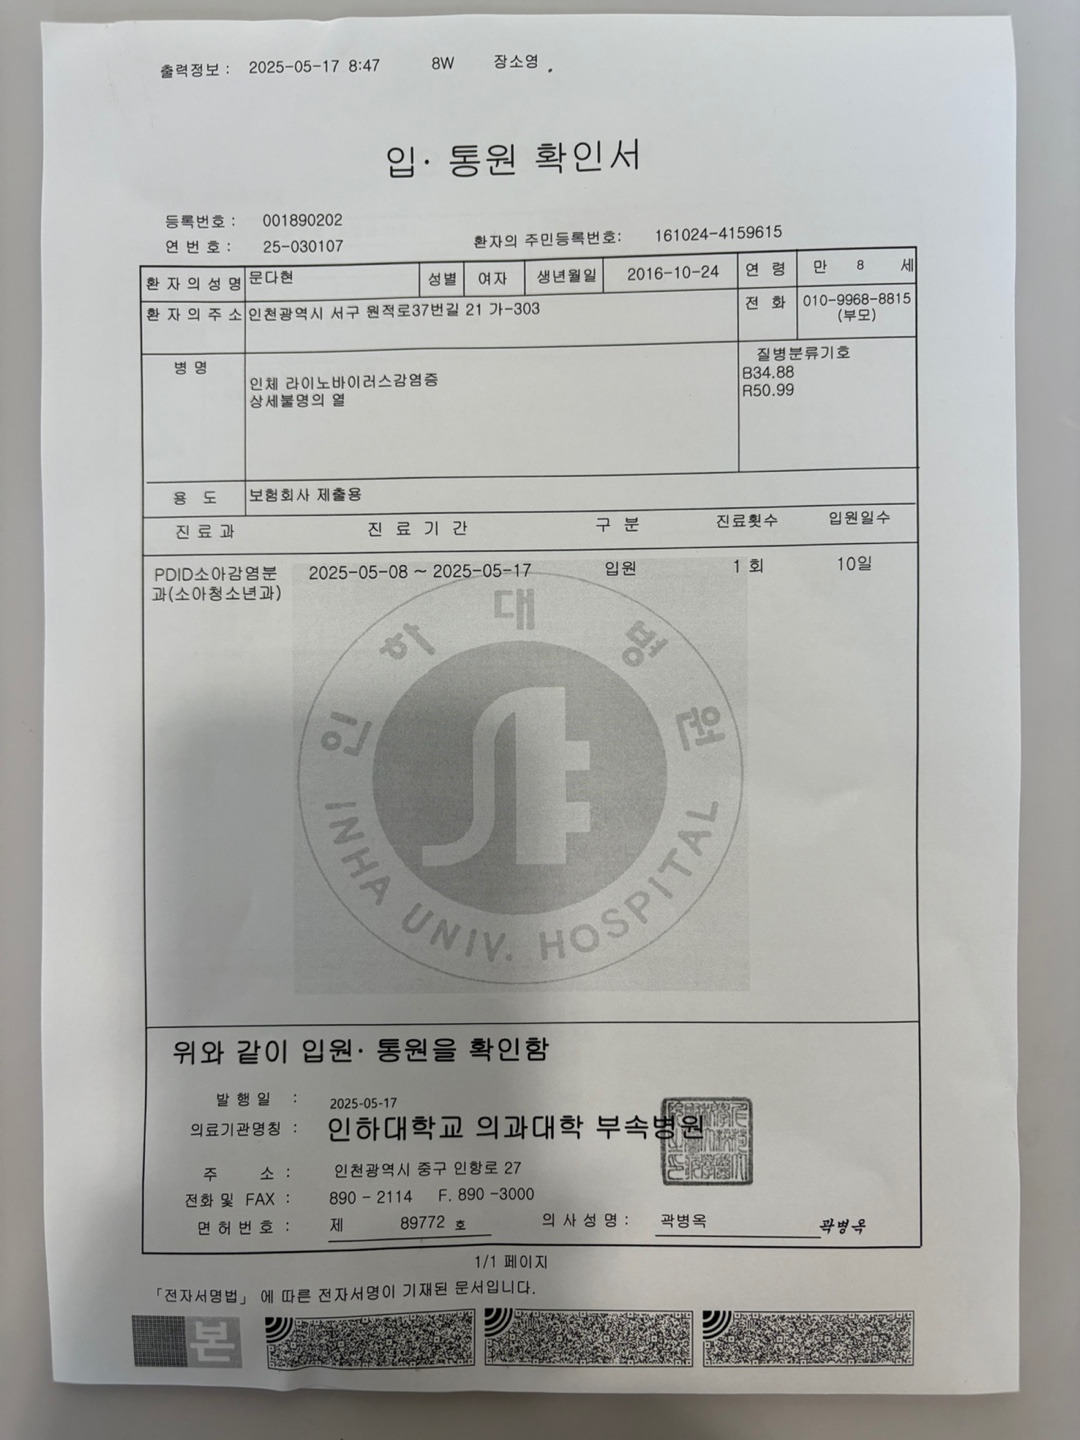 출력정보 : 2025-05-17 8:47 8W 장소영
입· 통원 확인서
등록번호 : 001890202
연 번 호 : 25-030107 환자의 주민등록번호: 161024-4159615
환 자 의 성 명 문다현 성별 여자 생년월일 2016-10-24 연 령 만 8 세
환 자 의 주 소 인천광역시 서구 원적로37번길 21 가-303 전 화 010-9968-8815
(부모)
병 명 질병분류기호
인체 라이노바이러스감염증 B34.88
상세불명의 열 R50.99
용 도 보험회사 제출용
진 료 과 진 료 기 간 구 분 진료횟수 입원일수
PDID소아감염분 2025-05-08 ~ 2025-05-17 입원 1 회 10일
과(소아청소년과)
인하대병원
INHA UNIV. HOSPITAL
위와 같이 입원· 통원을 확인함
발 행 일 : 2025-05-17
의료기관명칭 : 인하대학교 의과대학 부속병원
주 소 : 인천광역시 중구 인항로 27
전화 및 FAX : 890 - 2114 F. 890 -3000
면 허 번 호 : 제 89772 호 의 사 성 명 : 곽병옥 곽병옥
1/1 페이지
「전자서명법」 에 따른 전자서명이 기재된 문서입니다.
본